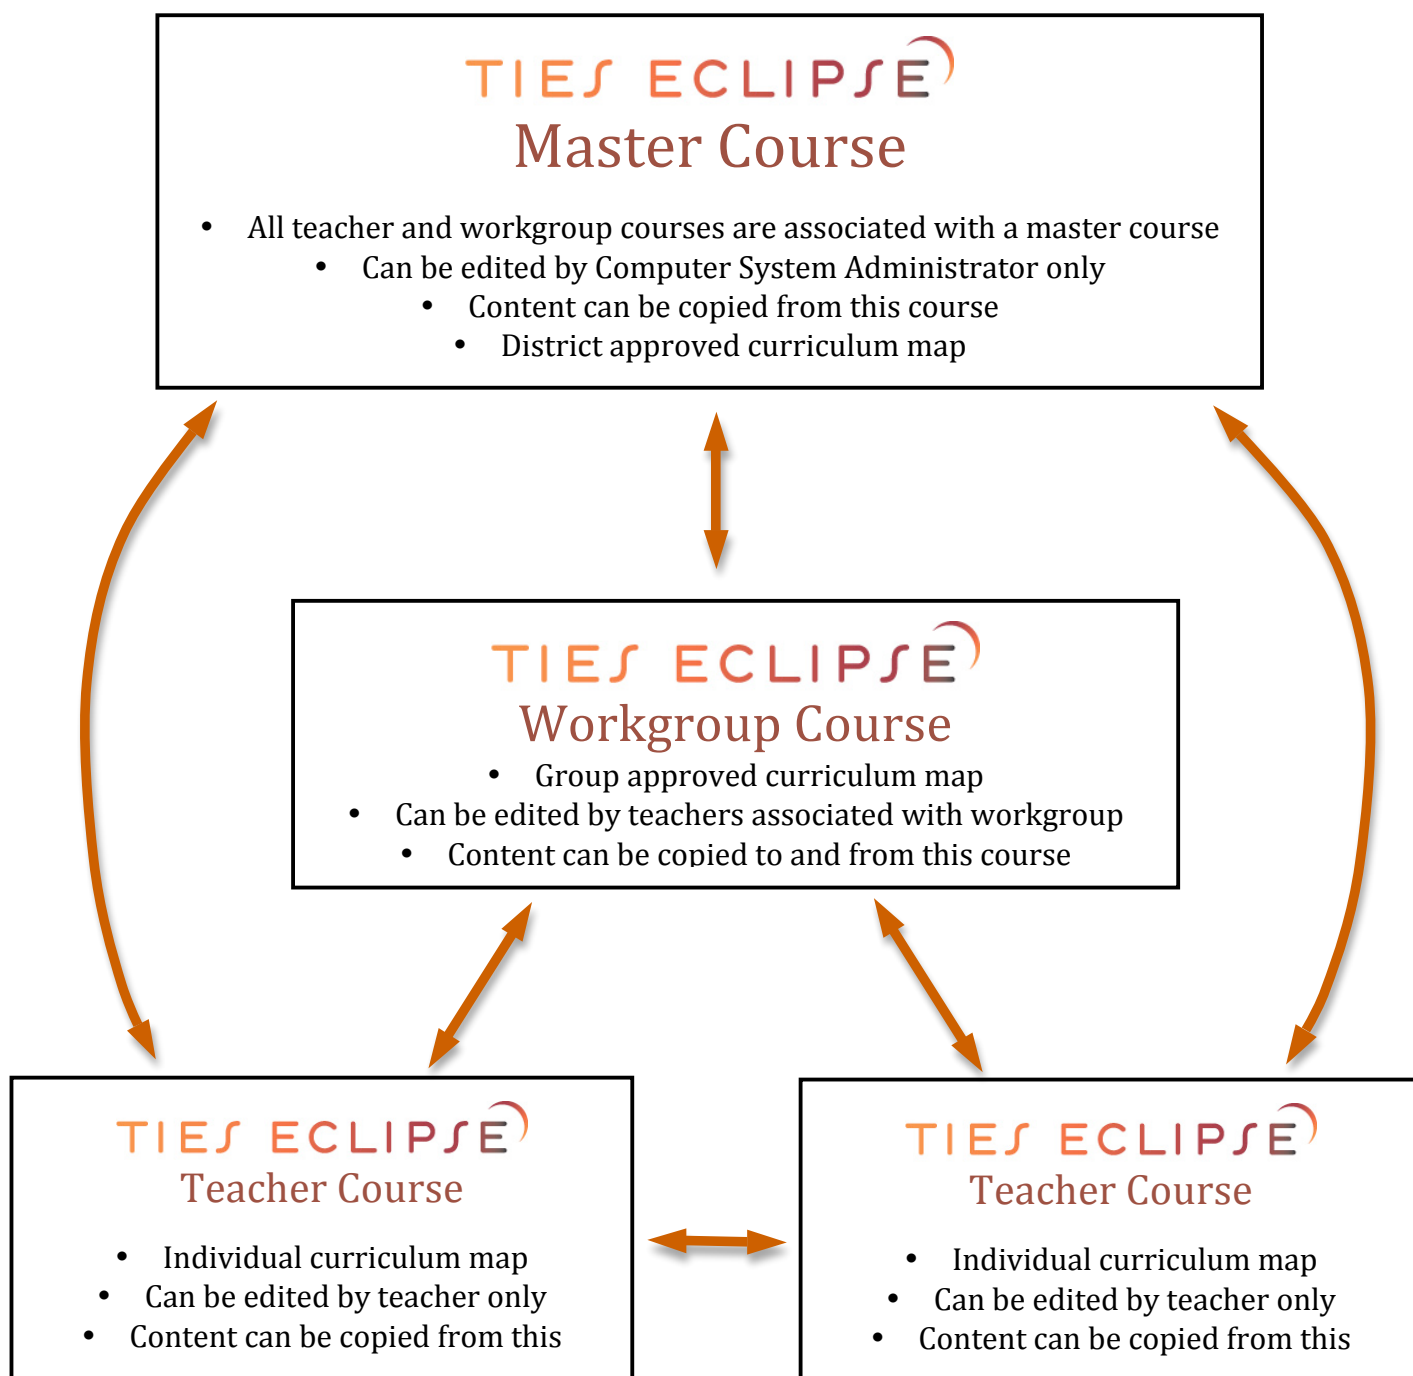 TIES ECLIPSE
Master Course
• All teacher and workgroup courses are associated with a master course
• Can be edited by Computer System Administrator only
• Content can be copied from this course
• District approved curriculum map
TIES ECLIPSE
Workgroup Course
• Group approved curriculum map
• Can be edited by teachers associated with workgroup
• Content can be copied to and from this course
TIES ECLIPSE
Teacher Course
• Individual curriculum map
• Can be edited by teacher only
• Content can be copied from this
TIES ECLIPSE
Teacher Course
• Individual curriculum map
• Can be edited by teacher only
• Content can be copied from this